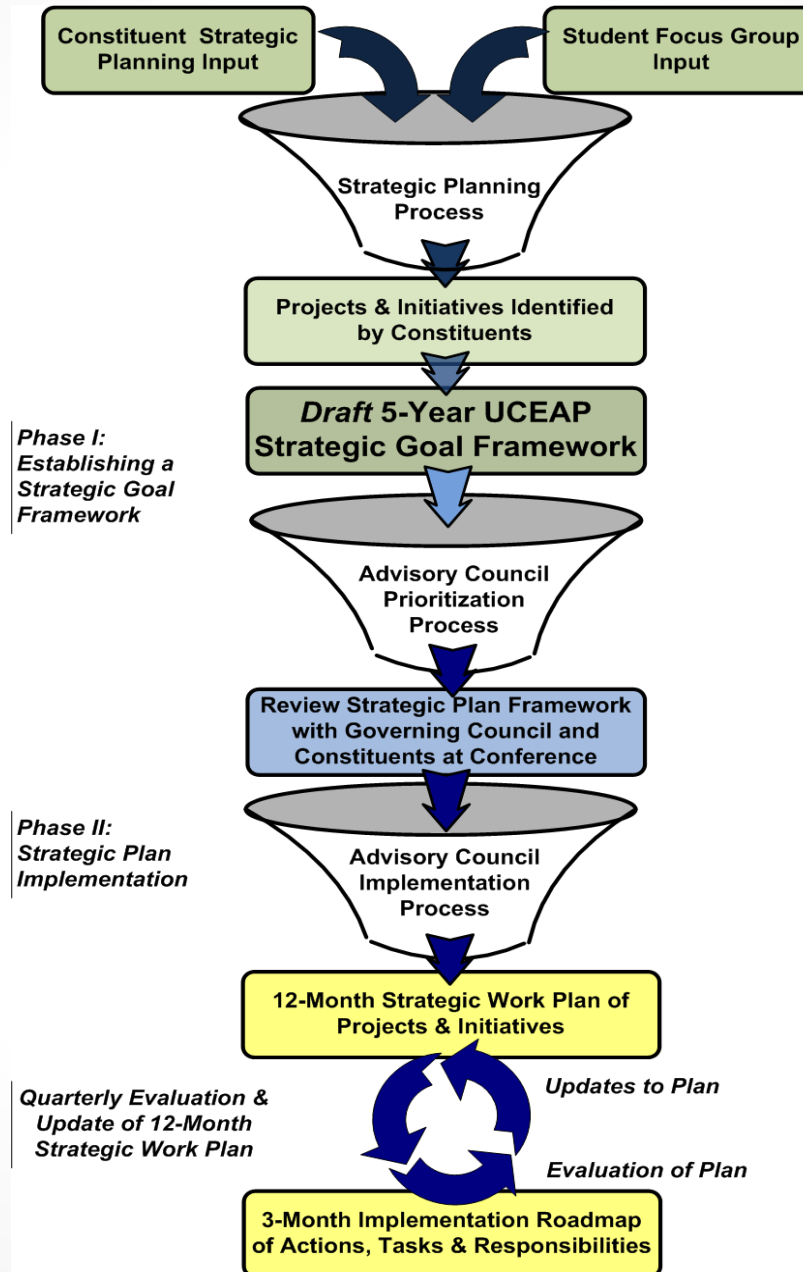 Constituent Strategic
Planning Input
Student Focus Group
Input
Strategic Planning
Process
Projects & Initiatives Identified
by Constituents
Draft 5-Year UCEAP
Strategic Goal Framework
Phase I:
Establishing a
Strategic Goal
Framework
Advisory Council
Prioritization
Process
Review Strategic Plan Framework
with Governing Council and
Constituents at Conference
Phase II:
Strategic Plan
Implementation
Advisory Council
Implementation
Process
12-Month Strategic Work Plan of
Projects & Initiatives
Quarterly Evaluation &
Update of 12-Month
Strategic Work Plan
Updates to Plan
Evaluation of Plan
3-Month Implementation Roadmap
of Actions, Tasks & Responsibilities